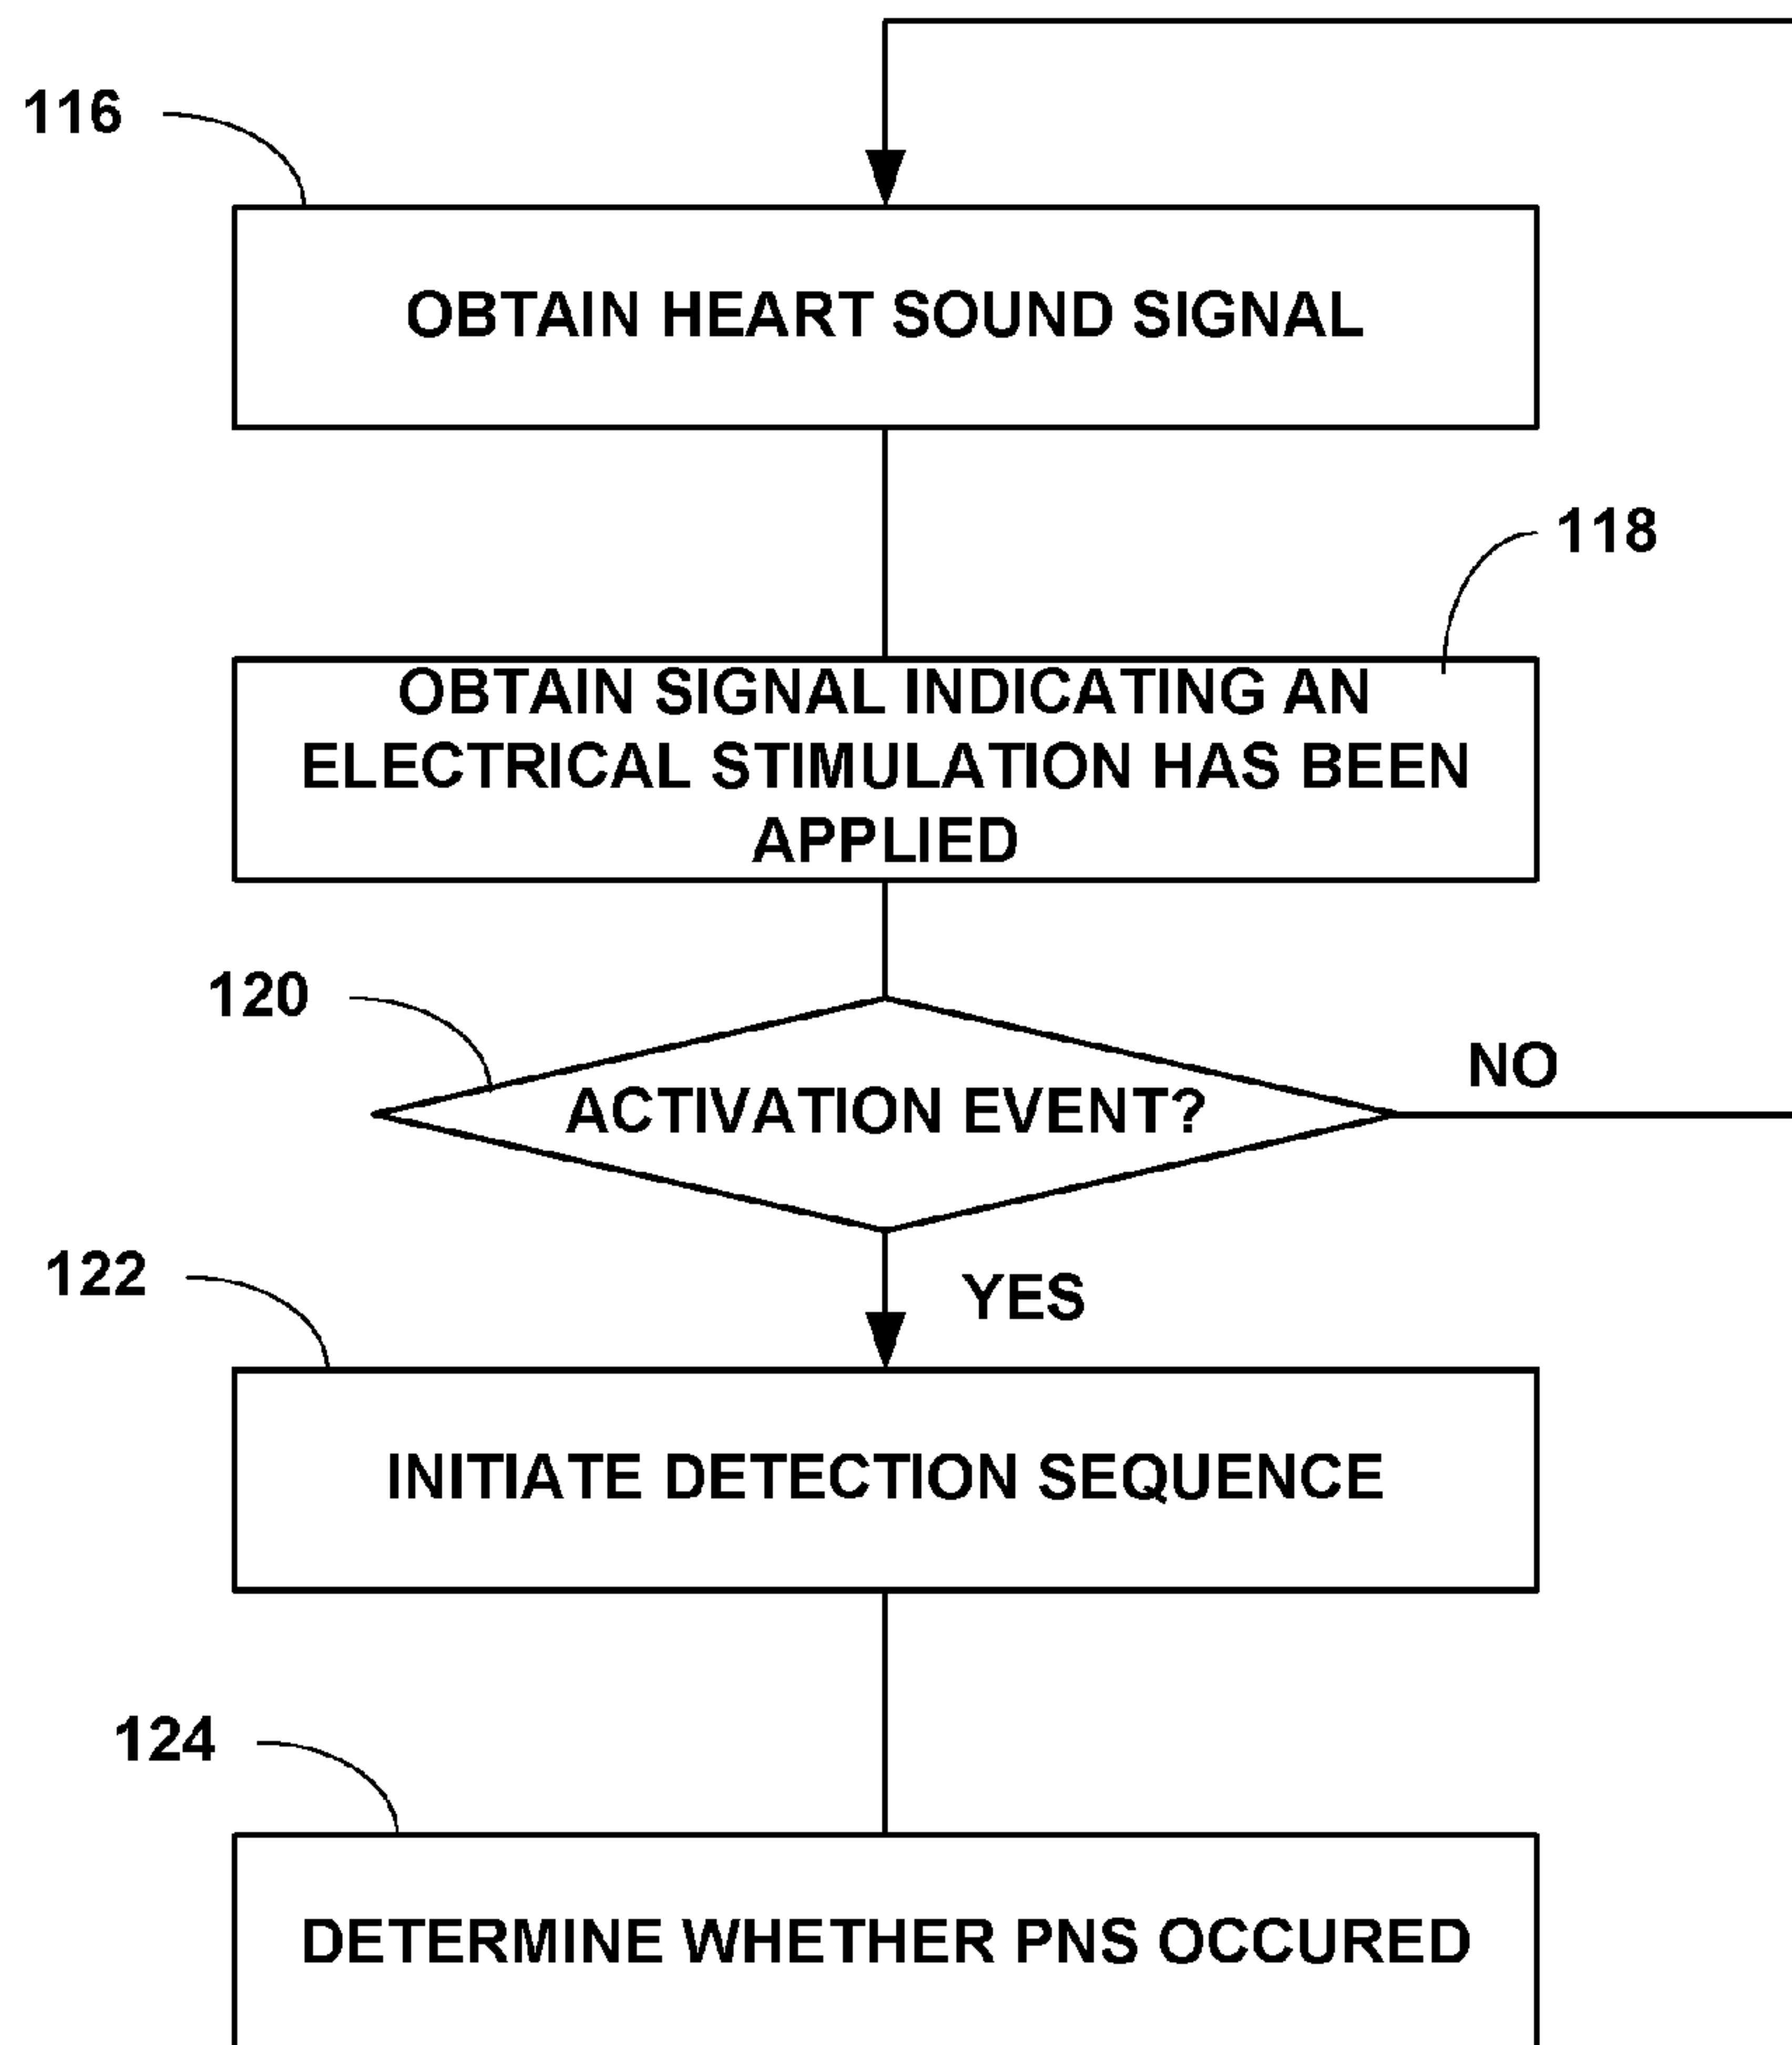 116
OBTAIN HEART SOUND SIGNAL
118
OBTAIN SIGNAL INDICATING AN
ELECTRICAL STIMULATION HAS BEEN
APPLIED
120
ACTIVATION EVENT?
NO
YES
122
INITIATE DETECTION SEQUENCE
124
DETERMINE WHETHER PNS OCCURED